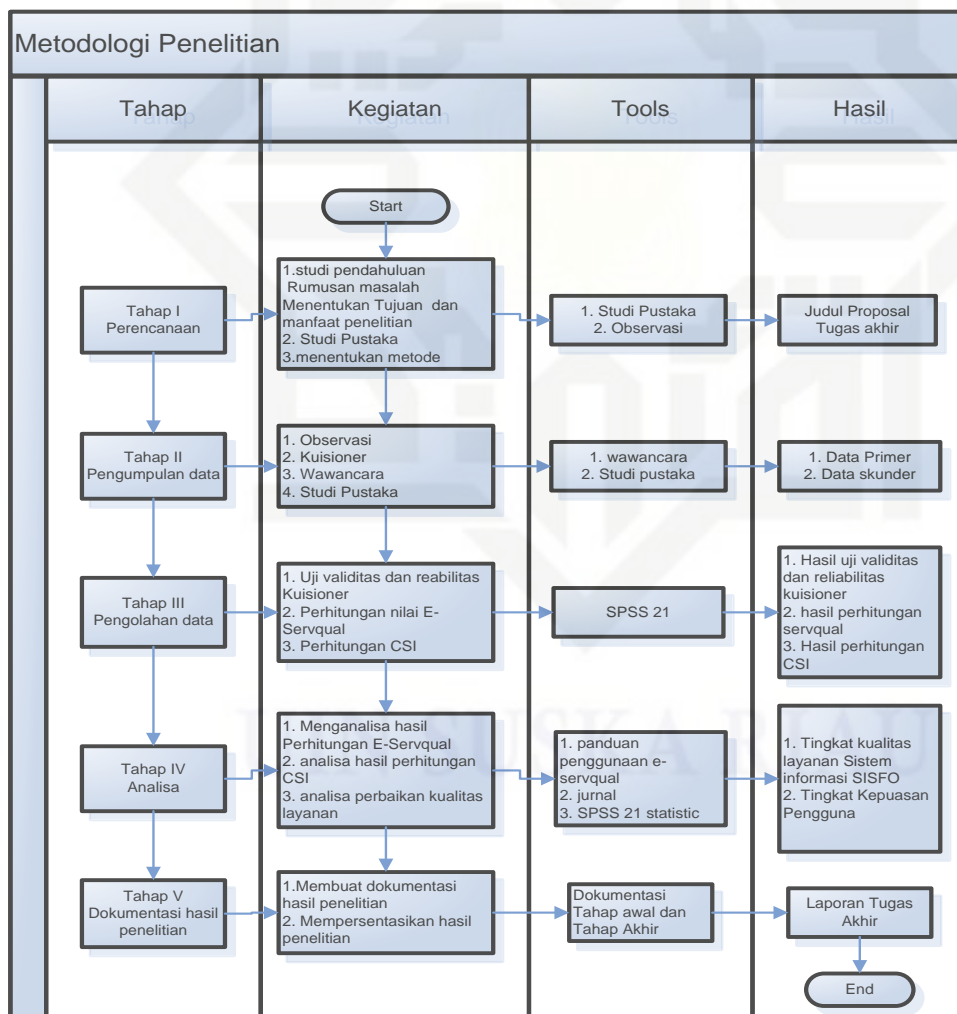 Metodologi Penelitian
Tahap
Kegiatan
Tools
Hasil
Start
Tahap I
Perencanaan
1.studi pendahuluan
Rumusan masalah
Menentukan Tujuan dan
manfaat penelitian
2. Studi Pustaka
3.menentukan metode
1. Studi Pustaka
2. Observasi
Judul Proposal
Tugas akhir
Tahap II
Pengumpulan data
1. Observasi
2. Kuisioner
3. Wawancara
4. Studi Pustaka
1. wawancara
2. Studi pustaka
1. Data Primer
2. Data skunder
Tahap III
Pengolahan data
1. Uji validitas dan reabilitas
Kuisioner
2. Perhitungan nilai E-
Servqual
3. Perhitungan CSI
SPSS 21
1. Hasil uji validitas
dan reliabilitas
kuisioner
2. hasil perhitungan
servqual
3. Hasil perhitungan
CSI
UIN SUSKA RIAU
Tahap IV
Analisa
1. Menganalisa hasil
Perhitungan E-Servqual
2. analisa hasil perhitungan
CSI
3. analisa perbaikan kualitas
layanan
1. panduan
penggunaan e-
servqual
2. jurnal
3. SPSS 21 statistic
1. Tingkat kualitas
layanan Sistem
informasi SISFO
2. Tingkat Kepuasan
Pengguna
Tahap V
Dokumentasi hasil
penelitian
1.Membuat dokumentasi
hasil penelitian
2. Mempersentasikan hasil
penelitian
Dokumentasi
Tahap awal dan
Tahap Akhir
Laporan Tugas
Akhir
End